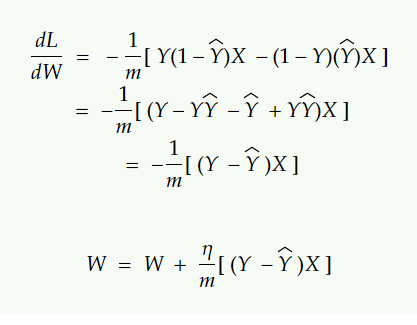 dL/dW = − 1/m [ Y(1 − Ŷ)X − (1 − Y)(Ŷ)X ]
= − 1/m [ (Y − YŶ − Ŷ + YŶ)X ]
= − 1/m [ (Y − Ŷ )X ]
W = W + η/m [ (Y − Ŷ )X ]